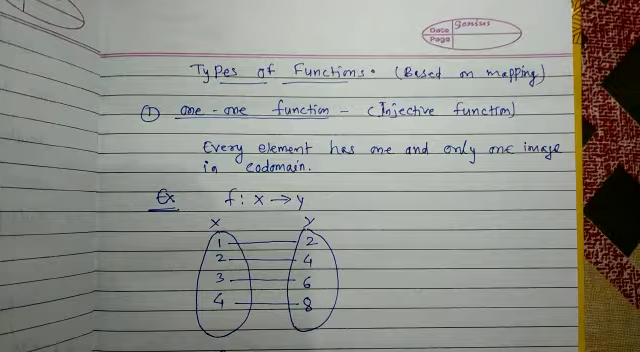 Genius
Date
Page
Types of Functions. (Based on mapping)
① one-one function - (Injective function)
Every element has one and only one image
in codomain.
Ex f: x → y
X Y
1 2
2 4
3 6
4 8